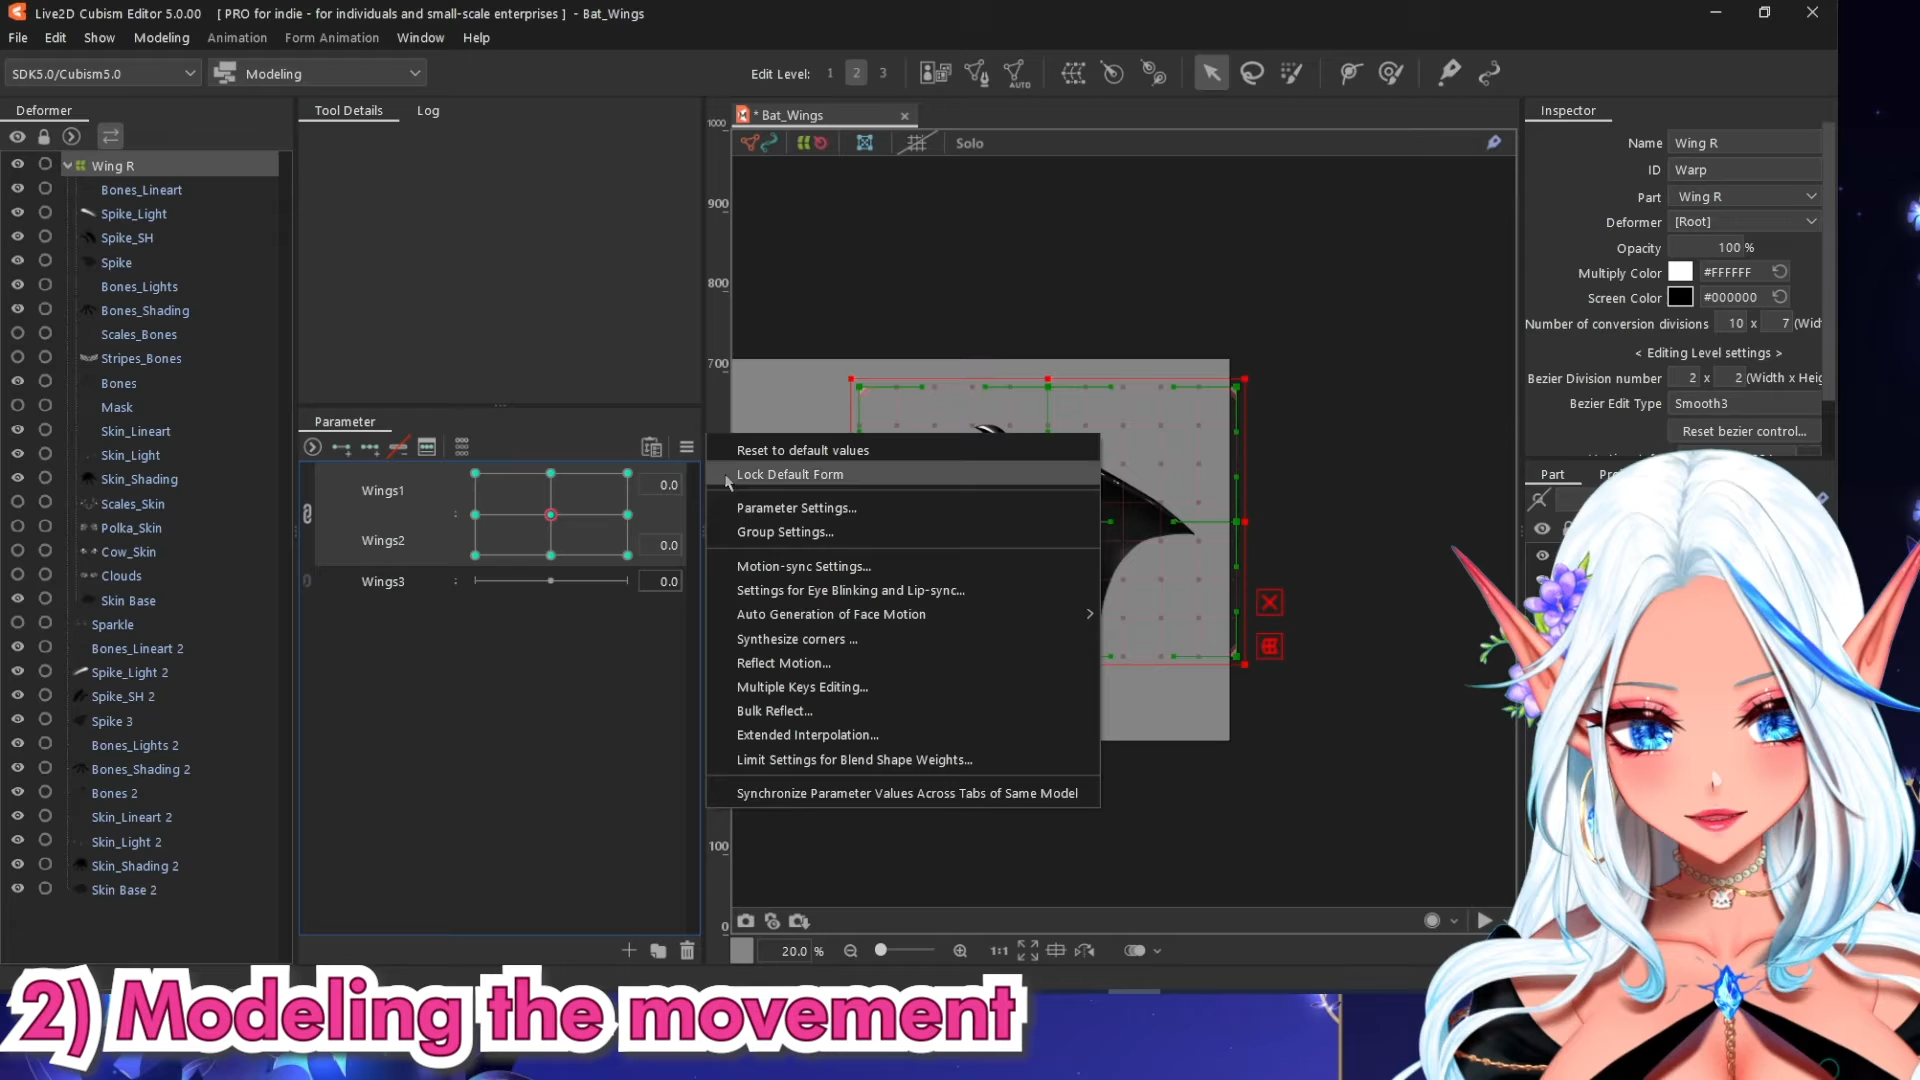 Live2D Cubism Editor 5.0.00 [ PRO for indie - for individuals and small-scale enterprises ] - Bat_Wings
File Edit Show Modeling Animation Form Animation Window Help
SDK5.0/Cubism5.0 Modeling Edit Level: 1 2 3 AUTO
Deformer
Wing R
Bones_Lineart
Spike_Light
Spike_SH
Spike
Bones_Lights
Bones_Shading
Scales_Bones
Stripes_Bones
Bones
Mask
Skin_Lineart
Skin_Light
Skin_Shading
Scales_Skin
Polka_Skin
Cow_Skin
Clouds
Skin Base
Sparkle
Bones_Lineart 2
Spike_Light 2
Spike_SH 2
Spike 3
Bones_Lights 2
Bones_Shading 2
Bones 2
Skin_Lineart 2
Skin_Light 2
Skin_Shading 2
Skin Base 2
Tool Details Log
Parameter
Wings1 0.0
Wings2 0.0
Wings3 : 0.0
* Bat_Wings
Solo
1000
900
800
700
100
0
Reset to default values
Lock Default Form
Parameter Settings...
Group Settings...
Motion-sync Settings...
Settings for Eye Blinking and Lip-sync...
Auto Generation of Face Motion
Synthesize corners ...
Reflect Motion...
Multiple Keys Editing...
Bulk Reflect...
Extended Interpolation...
Limit Settings for Blend Shape Weights...
Synchronize Parameter Values Across Tabs of Same Model
20.0 % 1:1
Inspector
Name Wing R
ID Warp
Part Wing R
Deformer [Root]
Opacity 100 %
Multiply Color #FFFFFF
Screen Color #000000
Number of conversion divisions 10 x 7 (Wid
< Editing Level settings >
Bezier Division number 2 x 2 (Width x Heig
Bezier Edit Type Smooth3
Reset bezier control...
Part
2) Modeling the movement